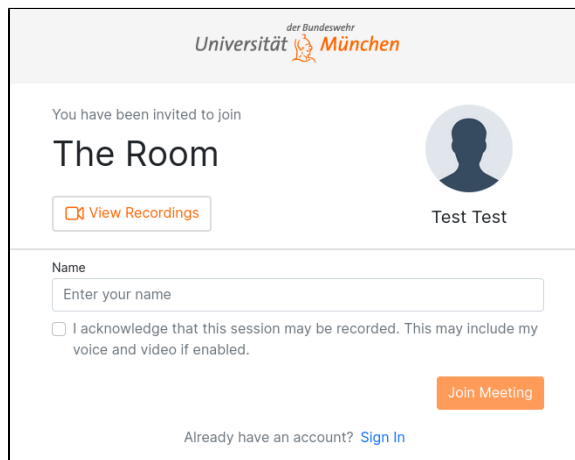 der Bundeswehr
Universität München
You have been invited to join
The Room
View Recordings
Test Test
Name
Enter your name
I acknowledge that this session may be recorded. This may include my
voice and video if enabled.
Join Meeting
Already have an account? Sign In